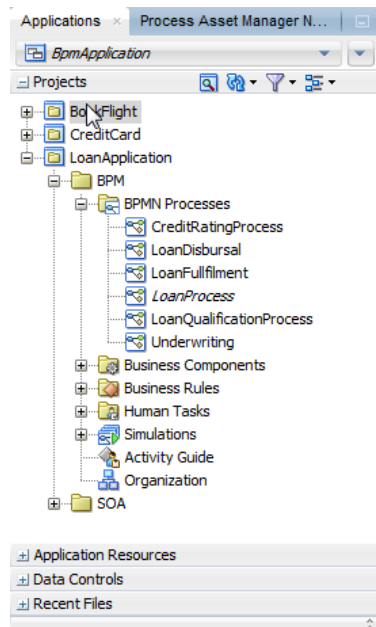 Applications
Process Asset Manager N...
BpmApplication
Projects
BookFlight
CreditCard
LoanApplication
BPM
BPMN Processes
CreditRatingProcess
LoanDisbursal
LoanFullfilment
LoanProcess
LoanQualificationProcess
Underwriting
Business Components
Business Rules
Human Tasks
Simulations
Activity Guide
Organization
SOA
Application Resources
Data Controls
Recent Files